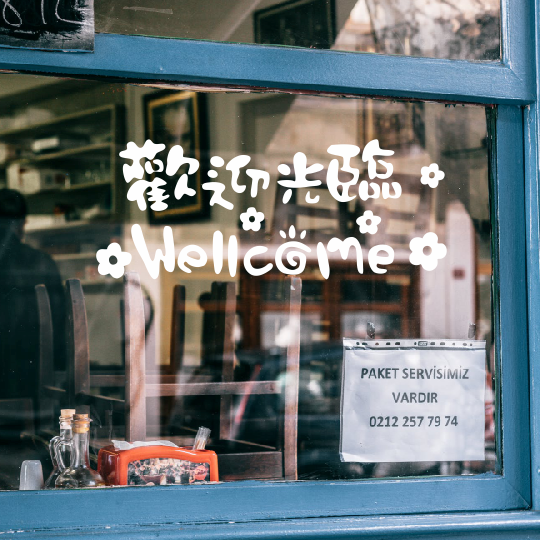 歡迎光臨
Wellcome
PAKET SERVİSİMİZ
VARDIR
0212 257 79 74